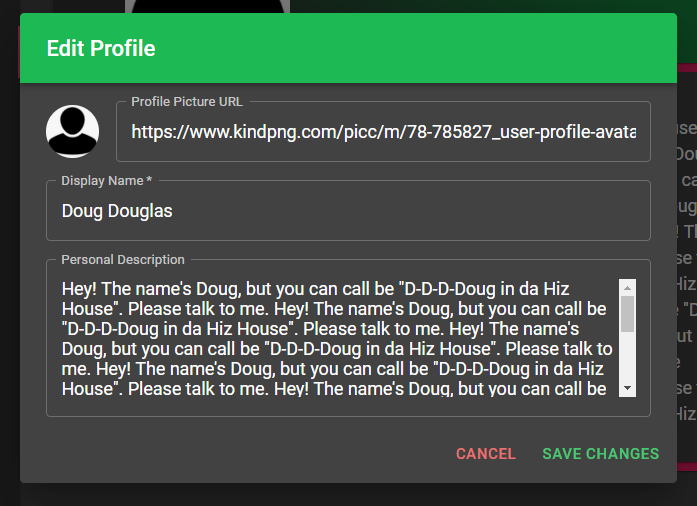 Edit Profile
Profile Picture URL
https://www.kindpng.com/picc/m/78-785827_user-profile-avata
Display Name *
Doug Douglas
Personal Description
Hey! The name's Doug, but you can call be "D-D-D-Doug in da Hiz
House". Please talk to me. Hey! The name's Doug, but you can call be
"D-D-D-Doug in da Hiz House". Please talk to me. Hey! The name's
Doug, but you can call be "D-D-D-Doug in da Hiz House". Please talk to
me. Hey! The name's Doug, but you can call be "D-D-D-Doug in da Hiz
House". Please talk to me. Hey! The name's Doug, but you can call be
CANCEL
SAVE CHANGES